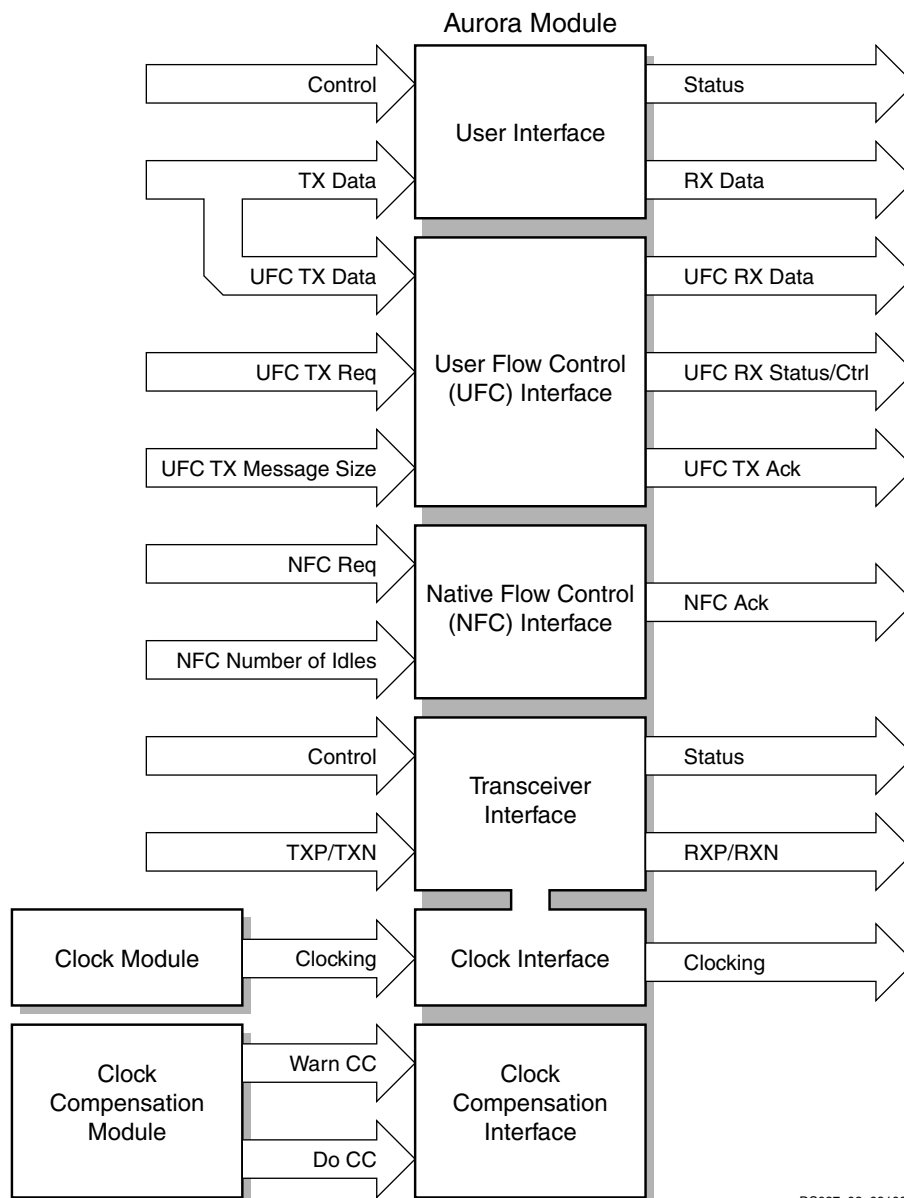 Aurora Module
Control
User Interface
Status
TX Data
RX Data
UFC TX Data
UFC RX Data
UFC TX Req
User Flow Control
(UFC) Interface
UFC RX Status/Ctrl
UFC TX Message Size
UFC TX Ack
NFC Req
Native Flow Control
(NFC) Interface
NFC Ack
NFC Number of Idles
Control
Transceiver
Interface
Status
TXP/TXN
RXP/RXN
Clock Module
Clocking
Clock Interface
Clocking
Clock
Compensation
Module
Warn CC
Do CC
Clock
Compensation
Interface